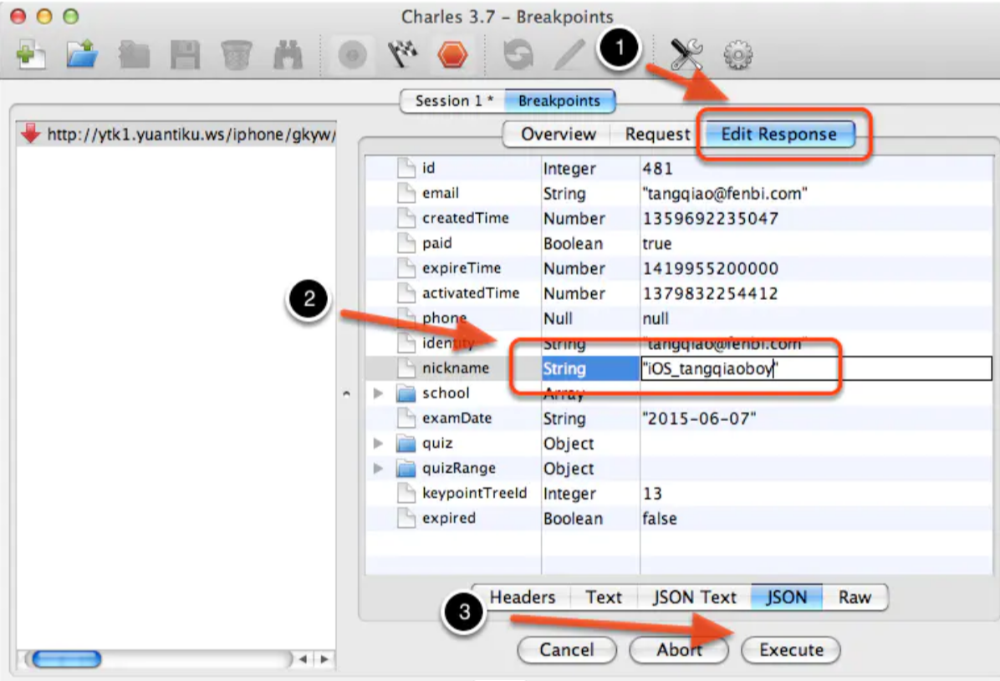 Charles 3.7 – Breakpoints
1
Session 1 * Breakpoints
http://ytk1.yuantiku.ws/iphone/gkyw/
Overview Request Edit Response
id Integer 481
email String "tangqiao@fenbi.com"
createdTime Number 1359692235047
paid Boolean true
expireTime Number 1419955200000
activatedTime Number 1379832254412
2
phone Null null
identity String "tangqiao@fenbi.com"
nickname String "iOS_tangqiaoboy"
school Array
examDate String "2015-06-07"
quiz Object
quizRange Object
keypointTreeId Integer 13
expired Boolean false
Headers Text JSON Text JSON Raw
3
Cancel Abort Execute